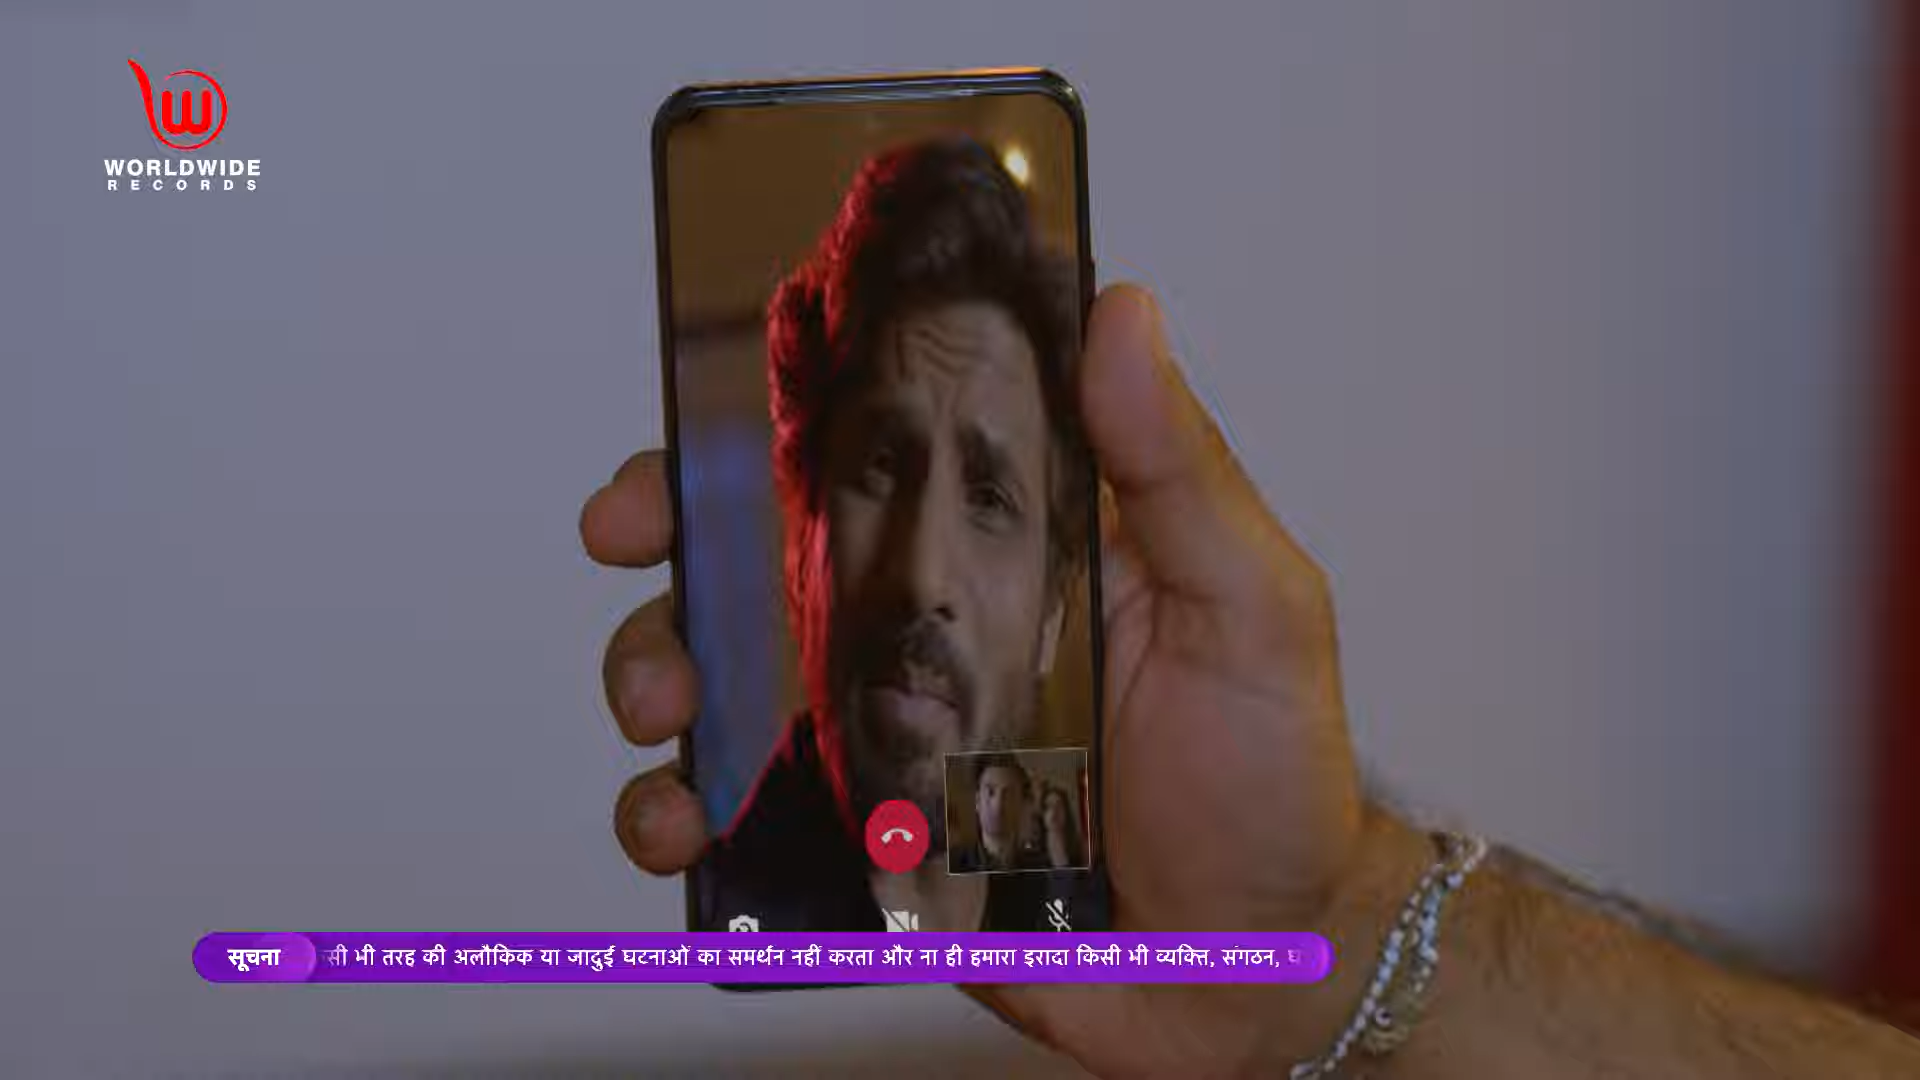 WORLDWIDE
RECORDS
सूचना
भी तरह की अलौकिक या जादुई घटनाओं का समर्थन नहीं करता और ना ही हमारा इरादा किसी भी व्यक्ति, संगठन,